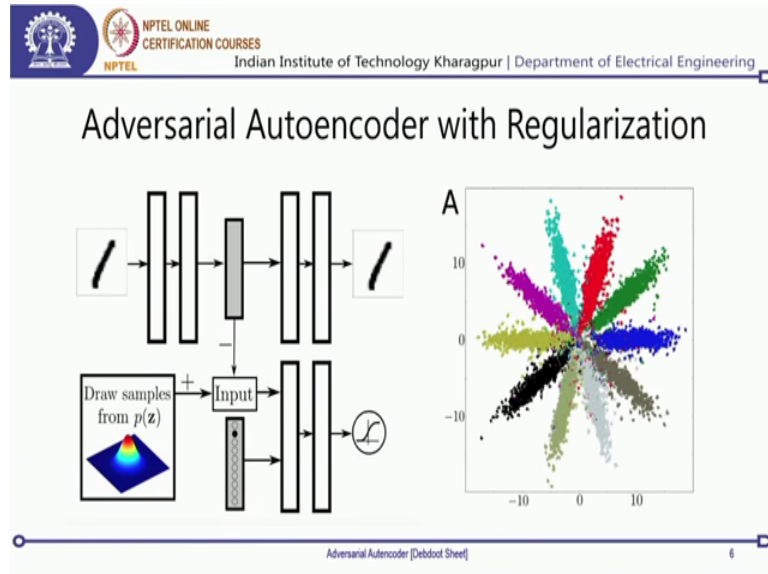 NPTEL ONLINE
CERTIFICATION COURSES
NPTEL
Indian Institute of Technology Kharagpur | Department of Electrical Engineering
Adversarial Autoencoder with Regularization
A
10
0
−10
−10 0 10
−
+
Draw samples
from p(z)
Input
Adversarial Autencoder [Debdoot Sheet]
6